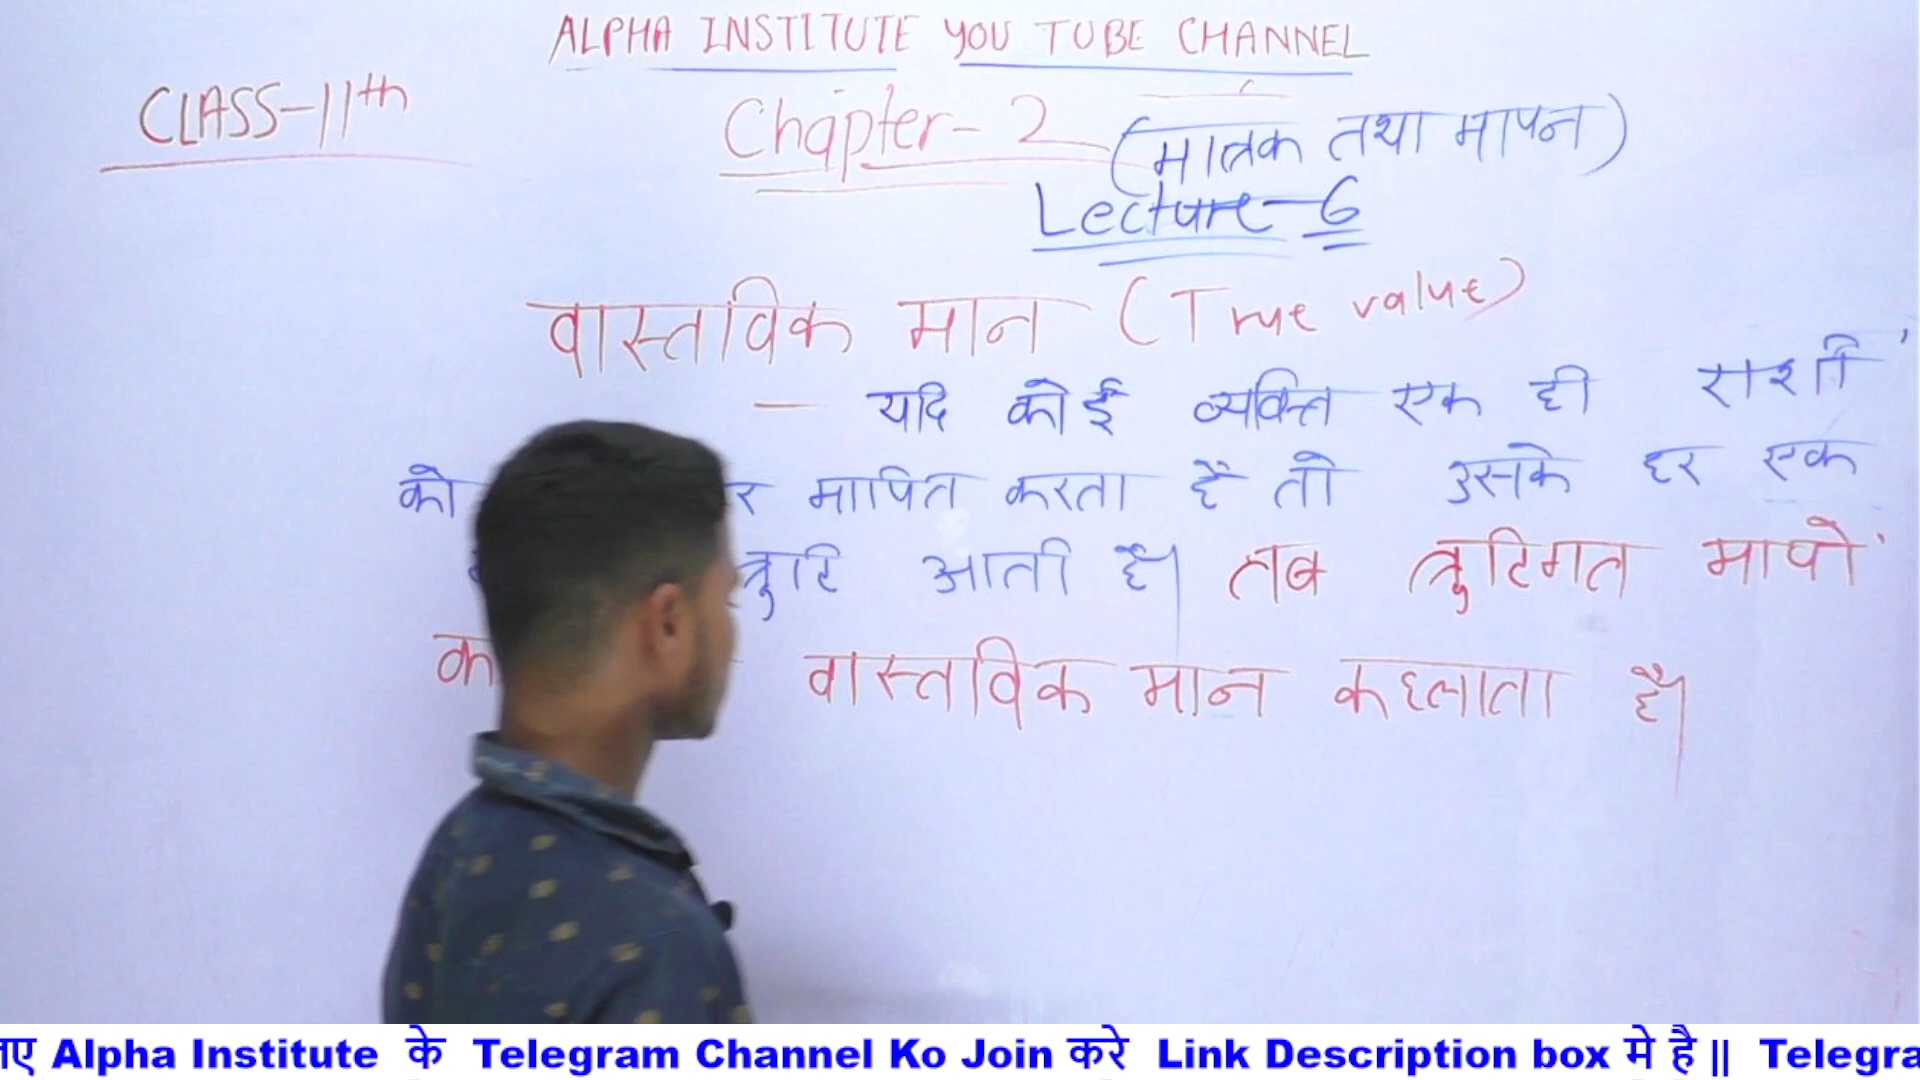 ALPHA INSTITUTE YOU TUBE CHANNEL
CLASS-11th
Chapter-2 (मात्रक तथा मापन)
Lecture-6
वास्तविक मान (True value)
— यदि कोई व्यक्ति एक ही राशी
को र मापित करता है तो उसके हर एक
त्रुटि आती है। तब त्रुटिगत मापों
का वास्तविक मान कहलाता है।
Alpha Institute के Telegram Channel Ko Join करे Link Description box मे है ||